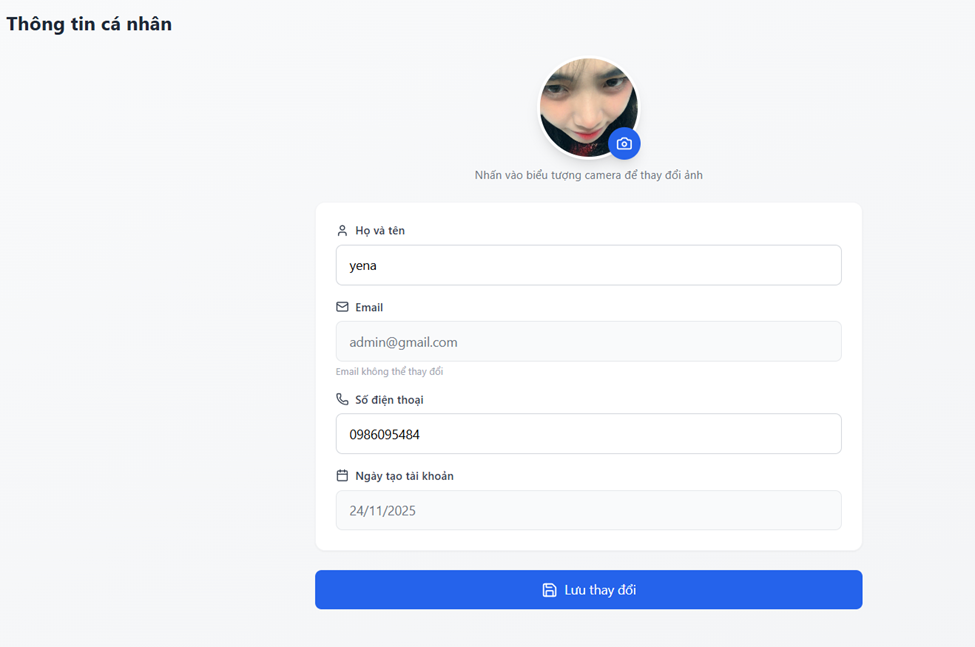 Thông tin cá nhân
Nhấn vào biểu tượng camera để thay đổi ảnh
Họ và tên
yena
Email
admin@gmail.com
Email không thể thay đổi
Số điện thoại
0986095484
Ngày tạo tài khoản
24/11/2025
Lưu thay đổi